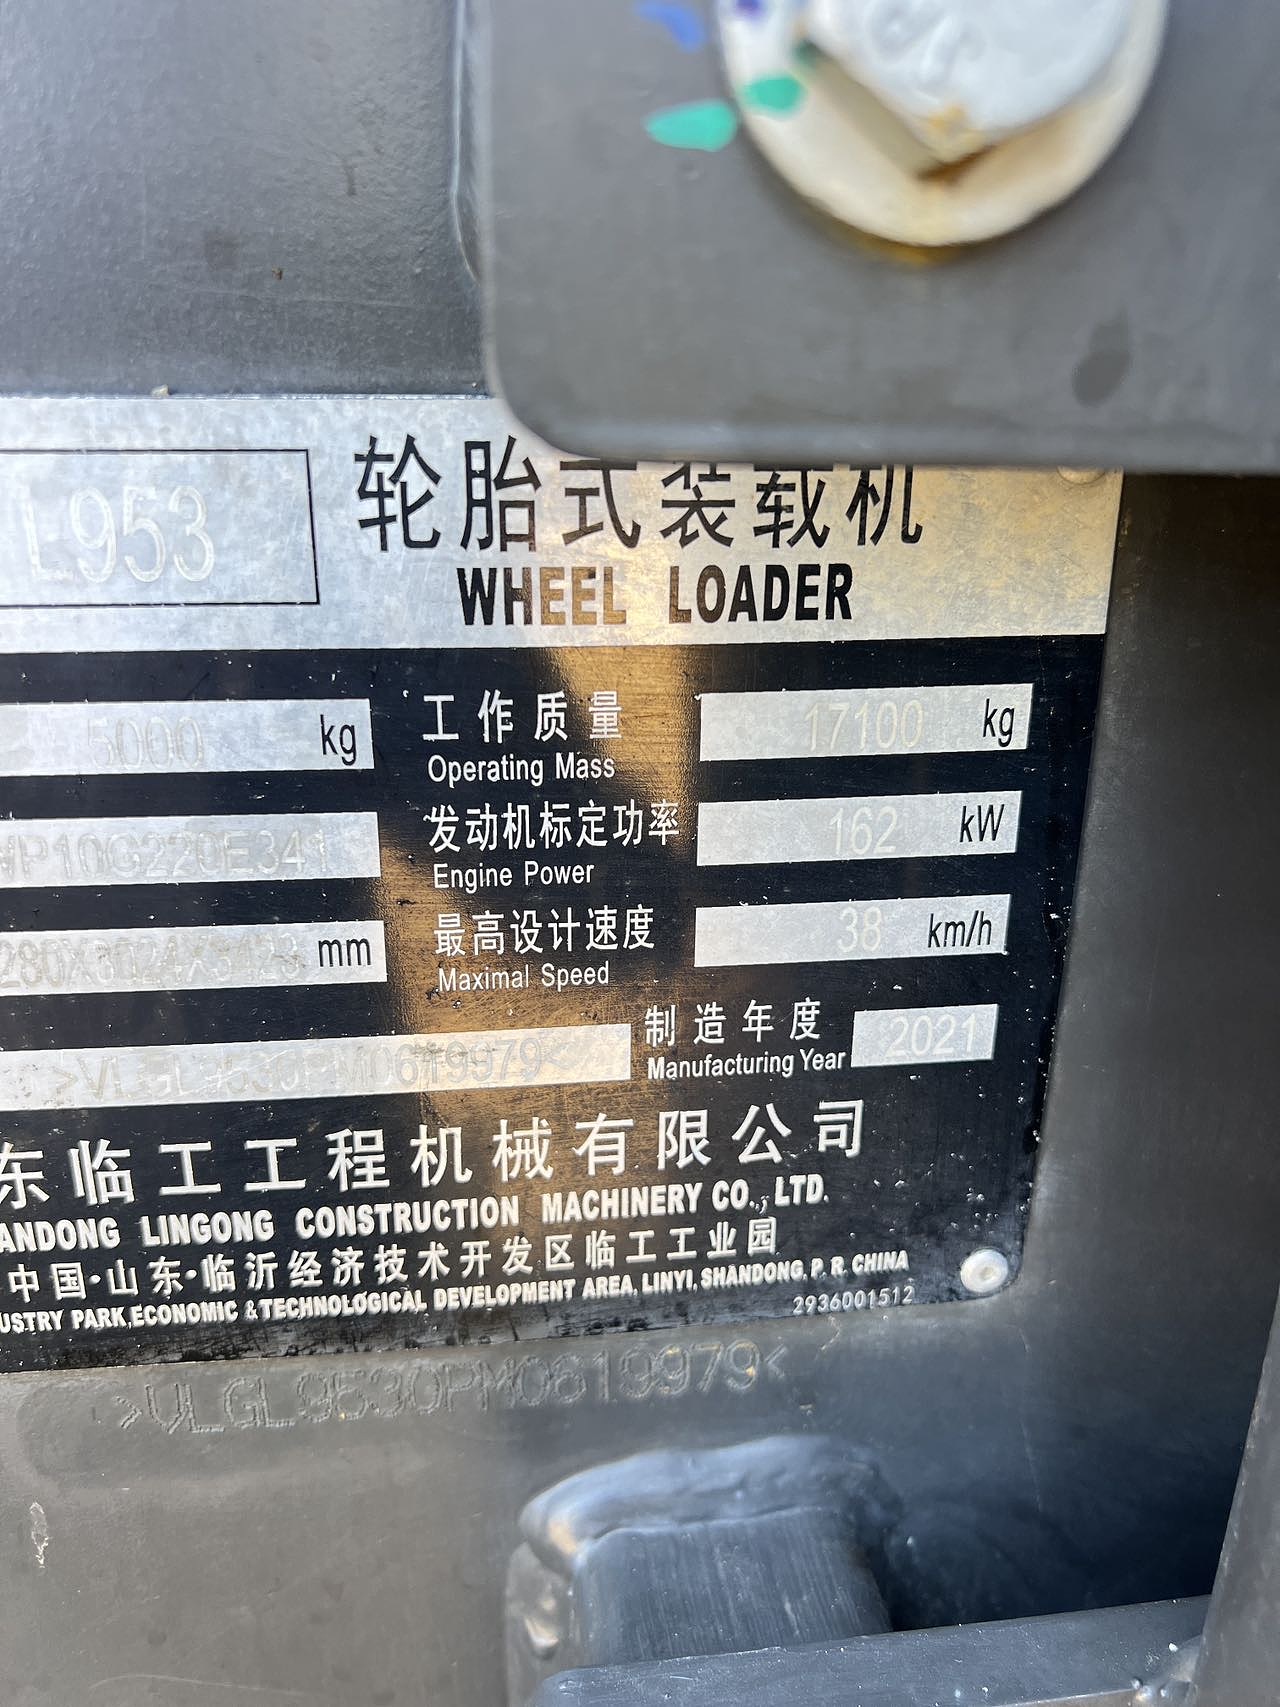 L953
轮胎式装载机
WHEEL LOADER
5000 kg
工作质量 17100 kg
Operating Mass
WP10G220E341
发动机标定功率 162 kW
Engine Power
mm
最高设计速度 38 km/h
Maximal Speed
>VLGL9530PM0619979<
制造年度 2021
Manufacturing Year
东临工工程机械有限公司
ANDONG LINGONG CONSTRUCTION MACHINERY CO., LTD.
中国·山东·临沂经济技术开发区临工工业园
USTRY PARK,ECONOMIC &TECHNOLOGICAL DEVELOPMENT AREA, LINYI, SHANDONG, P. R. CHINA
2936001512
>VLGL9530PM0619979<